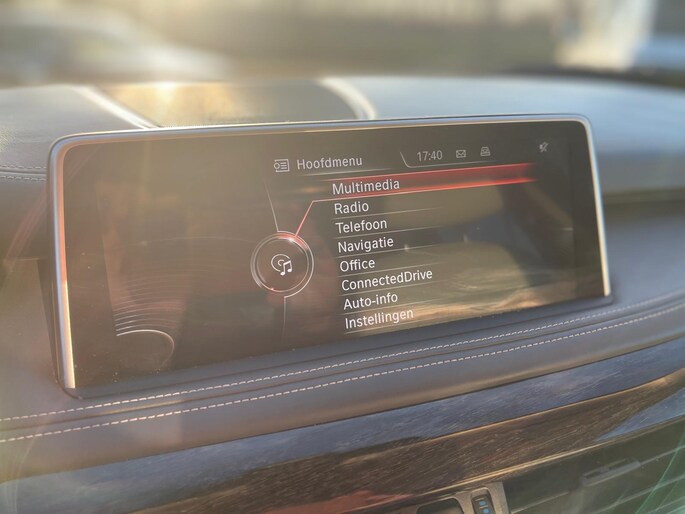 Hoofdmenu
17:40
Multimedia
Radio
Telefoon
Navigatie
Office
ConnectedDrive
Auto-info
Instellingen